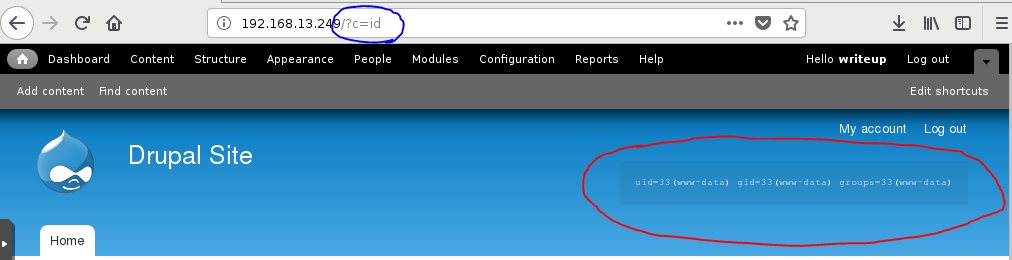 192.168.13.249/?c=id
Dashboard Content Structure Appearance People Modules Configuration Reports Help Hello writeup Log out
Add content Find content Edit shortcuts
My account Log out
Drupal Site
uid=33(www-data) gid=33(www-data) groups=33(www-data)
Home